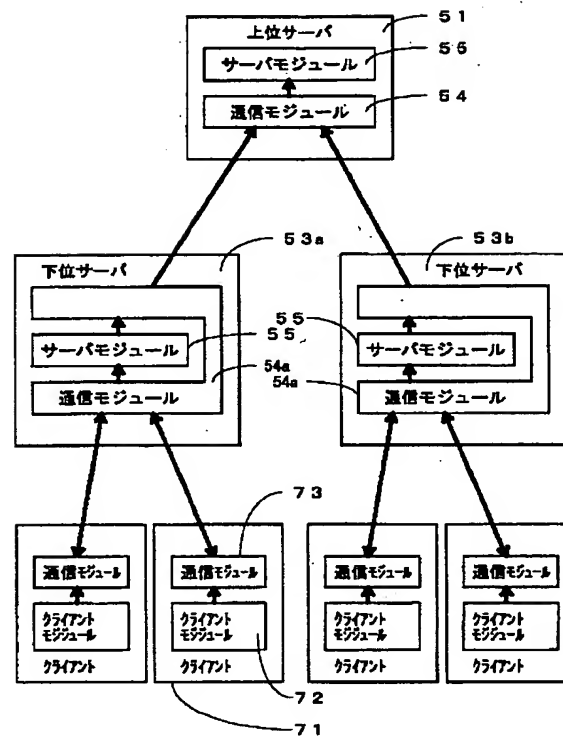 51
上位サーバ
サーバモジュール
55
通信モジュール
54
53a
下位サーバ
サーバモジュール
55
54a
通信モジュール
53b
下位サーバ
55
サーバモジュール
54a
通信モジュール
73
通信モジュール
クライアント
モジジュール
クライアント
通信モジュール
クライアント
モジジュール
クライアント
72
71
通信モジュール
クライアント
モジジュール
クライアント
通信モジュール
クライアント
モジジュール
クライアント